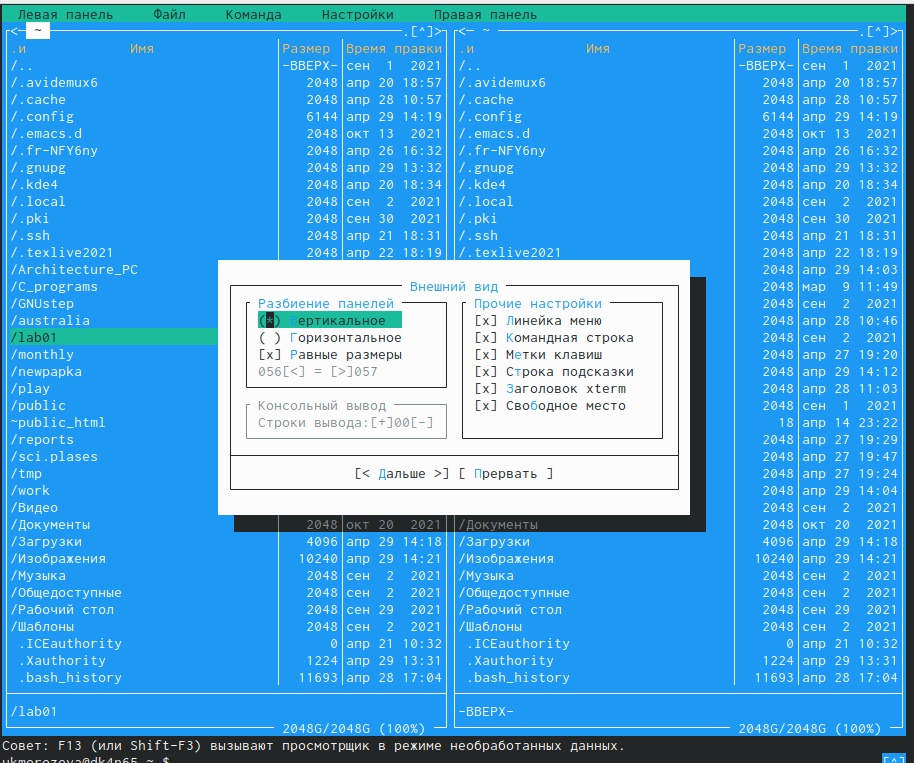 Левая панель Файл Команда Настройки Правая панель
<- ~ .[^]> <- ~ .[^]>
.и Имя Размер Время правки .и Имя Размер Время правки
/.. -ВВЕРХ- сен 1 2021 /.. -ВВЕРХ- сен 1 2021
/.avidemux6 2048 апр 20 18:57 /.avidemux6 2048 апр 20 18:57
/.cache 2048 апр 28 10:57 /.cache 2048 апр 28 10:57
/.config 6144 апр 29 14:19 /.config 6144 апр 29 14:19
/.emacs.d 2048 окт 13 2021 /.emacs.d 2048 окт 13 2021
/.fr-NFY6ny 2048 апр 26 16:32 /.fr-NFY6ny 2048 апр 26 16:32
/.gnupg 2048 апр 29 13:32 /.gnupg 2048 апр 29 13:32
/.kde4 2048 апр 20 18:34 /.kde4 2048 апр 20 18:34
/.local 2048 сен 2 2021 /.local 2048 сен 2 2021
/.pki 2048 сен 30 2021 /.pki 2048 сен 30 2021
/.ssh 2048 апр 21 18:31 /.ssh 2048 апр 21 18:31
/.texlive2021 2048 апр 22 18:19 /.texlive2021 2048 апр 22 18:19
/Architecture_PC 2048 апр 29 14:03
/C_programs 2048 мар 9 11:49
/GNUstep 2048 сен 2 2021
/australia 2048 апр 28 10:46
/lab01 2048 сен 2 2021
/monthly 2048 апр 27 19:20
/newpapka 2048 апр 29 14:12
/play 2048 апр 28 11:03
/public 2048 сен 1 2021
~public_html 18 апр 14 23:22
/reports 2048 апр 27 19:29
/sci.plases 2048 апр 27 19:47
/tmp 2048 апр 27 19:24
/work 2048 апр 29 14:04
/Видео 2048 сен 2 2021
Внешний вид
Разбиение панелей
(*) Вертикальное
( ) Горизонтальное
[x] Равные размеры
056[<] = [>]057
Консольный вывод
Строки вывода:[+]00[-]
Прочие настройки
[x] Линейка меню
[x] Командная строка
[x] Метки клавиш
[x] Строка подсказки
[x] Заголовок xterm
[x] Свободное место
[< Дальше >] [ Прервать ]
/Документы 2048 окт 20 2021 /Документы 2048 окт 20 2021
/Загрузки 4096 апр 29 14:18 /Загрузки 4096 апр 29 14:18
/Изображения 10240 апр 29 14:21 /Изображения 10240 апр 29 14:21
/Музыка 2048 сен 2 2021 /Музыка 2048 сен 2 2021
/Общедоступные 2048 сен 2 2021 /Общедоступные 2048 сен 2 2021
/Рабочий стол 2048 сен 29 2021 /Рабочий стол 2048 сен 29 2021
/Шаблоны 2048 сен 2 2021 /Шаблоны 2048 сен 2 2021
.ICEauthority 0 апр 21 10:32 .ICEauthority 0 апр 21 10:32
.Xauthority 1224 апр 29 13:31 .Xauthority 1224 апр 29 13:31
.bash_history 11693 апр 28 17:04 .bash_history 11693 апр 28 17:04
/lab01 -ВВЕРХ-
2048G/2048G (100%) 2048G/2048G (100%)
Совет: F13 (или Shift-F3) вызывают просмотрщик в режиме необработанных данных.
ukmorozova@dk4n65 ~ $ [^]